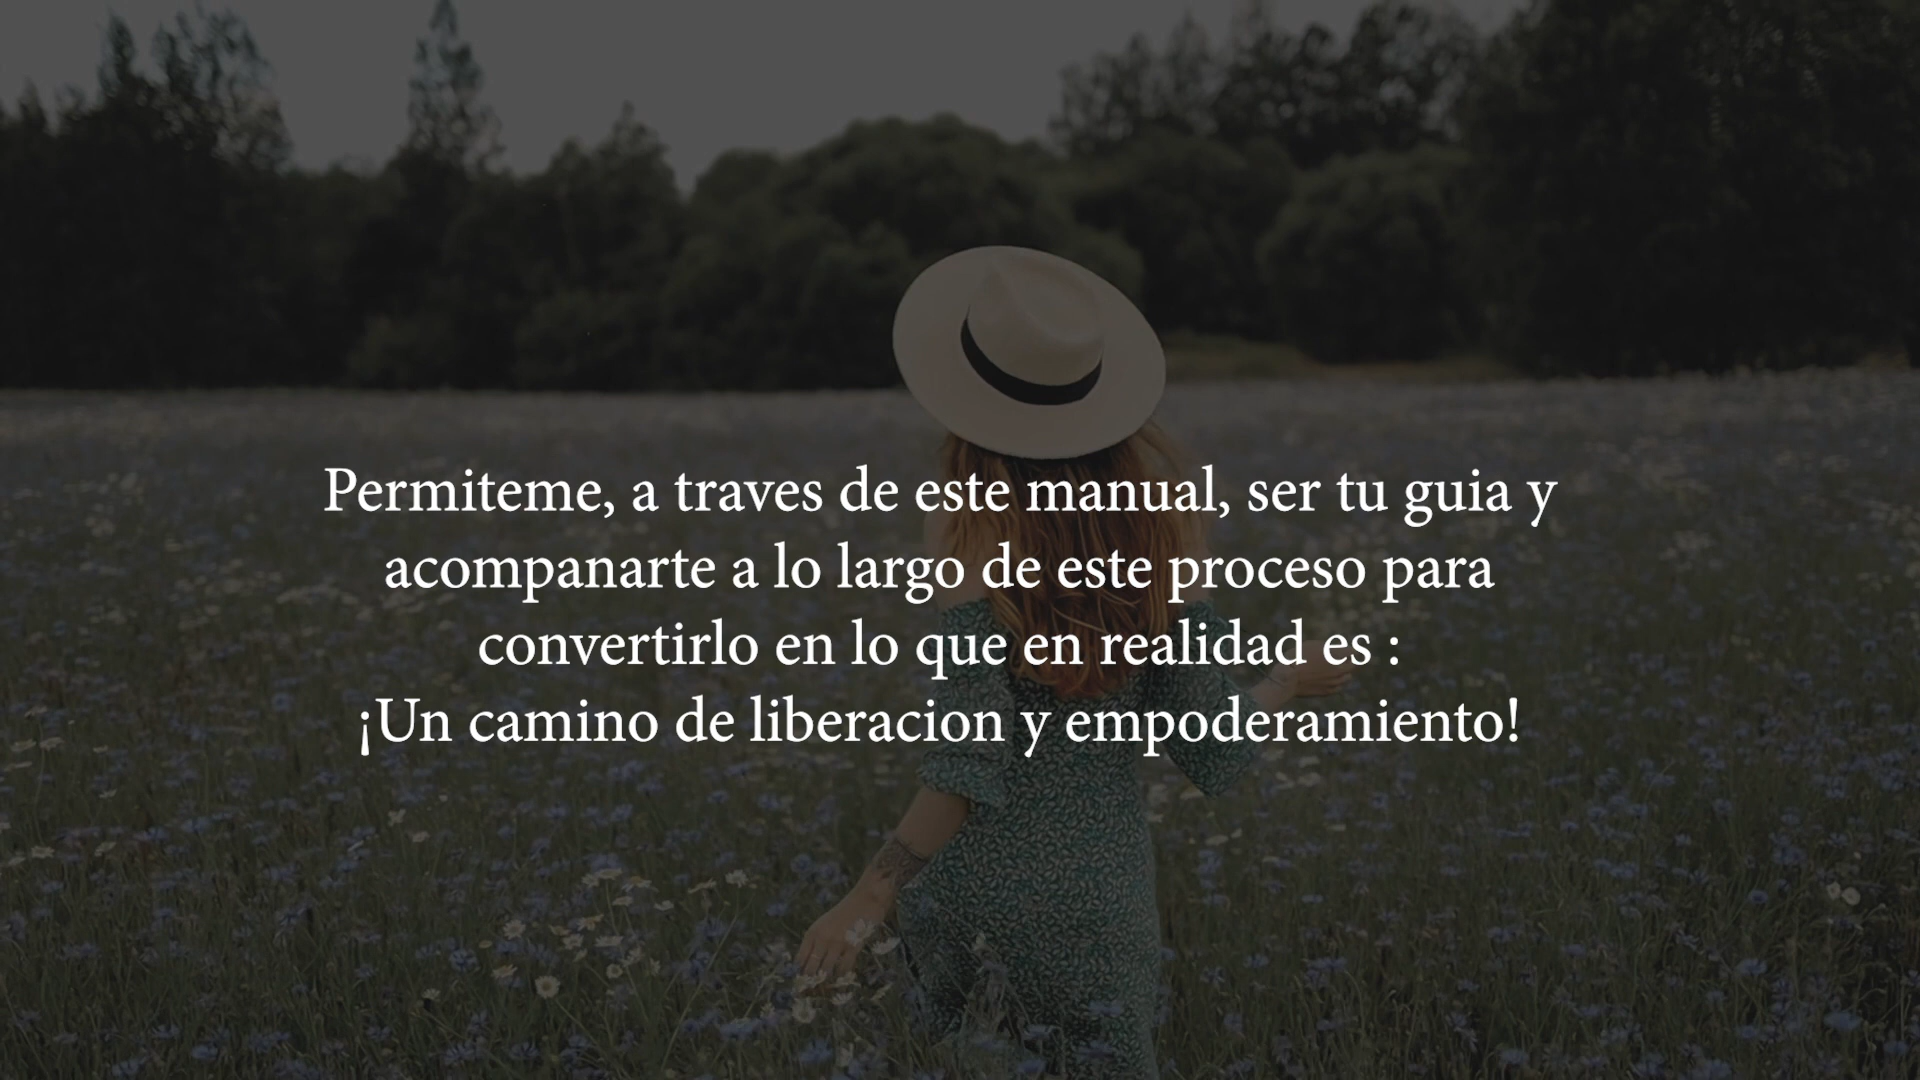 Permiteme, a traves de este manual, ser tu guia y
acompanarte a lo largo de este proceso para
convertirlo en lo que en realidad es :
¡Un camino de liberacion y empoderamiento!